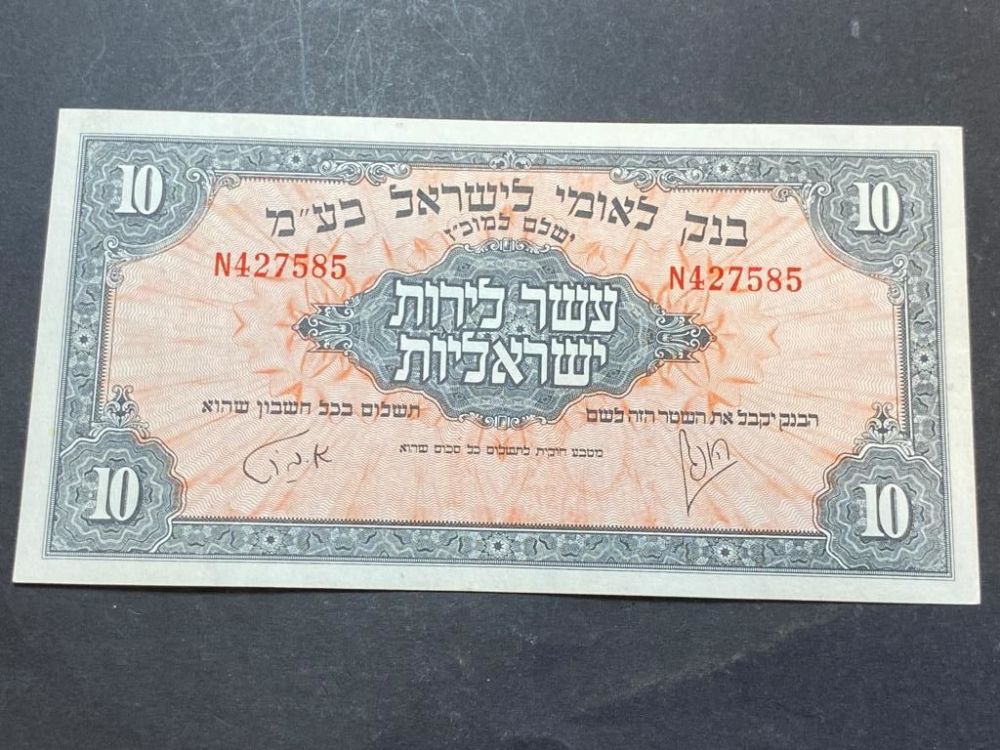 10 10
בנק לאומי לישראל בע"מ
ישלם למוכ"ז
N427585 N427585
עשר לירות
ישראליות
הבנק יקבל את השטר הזה לשם תשלום בכל חשבון שהוא
מטבע חוקית לתשלום כל סכום שהוא
10 10